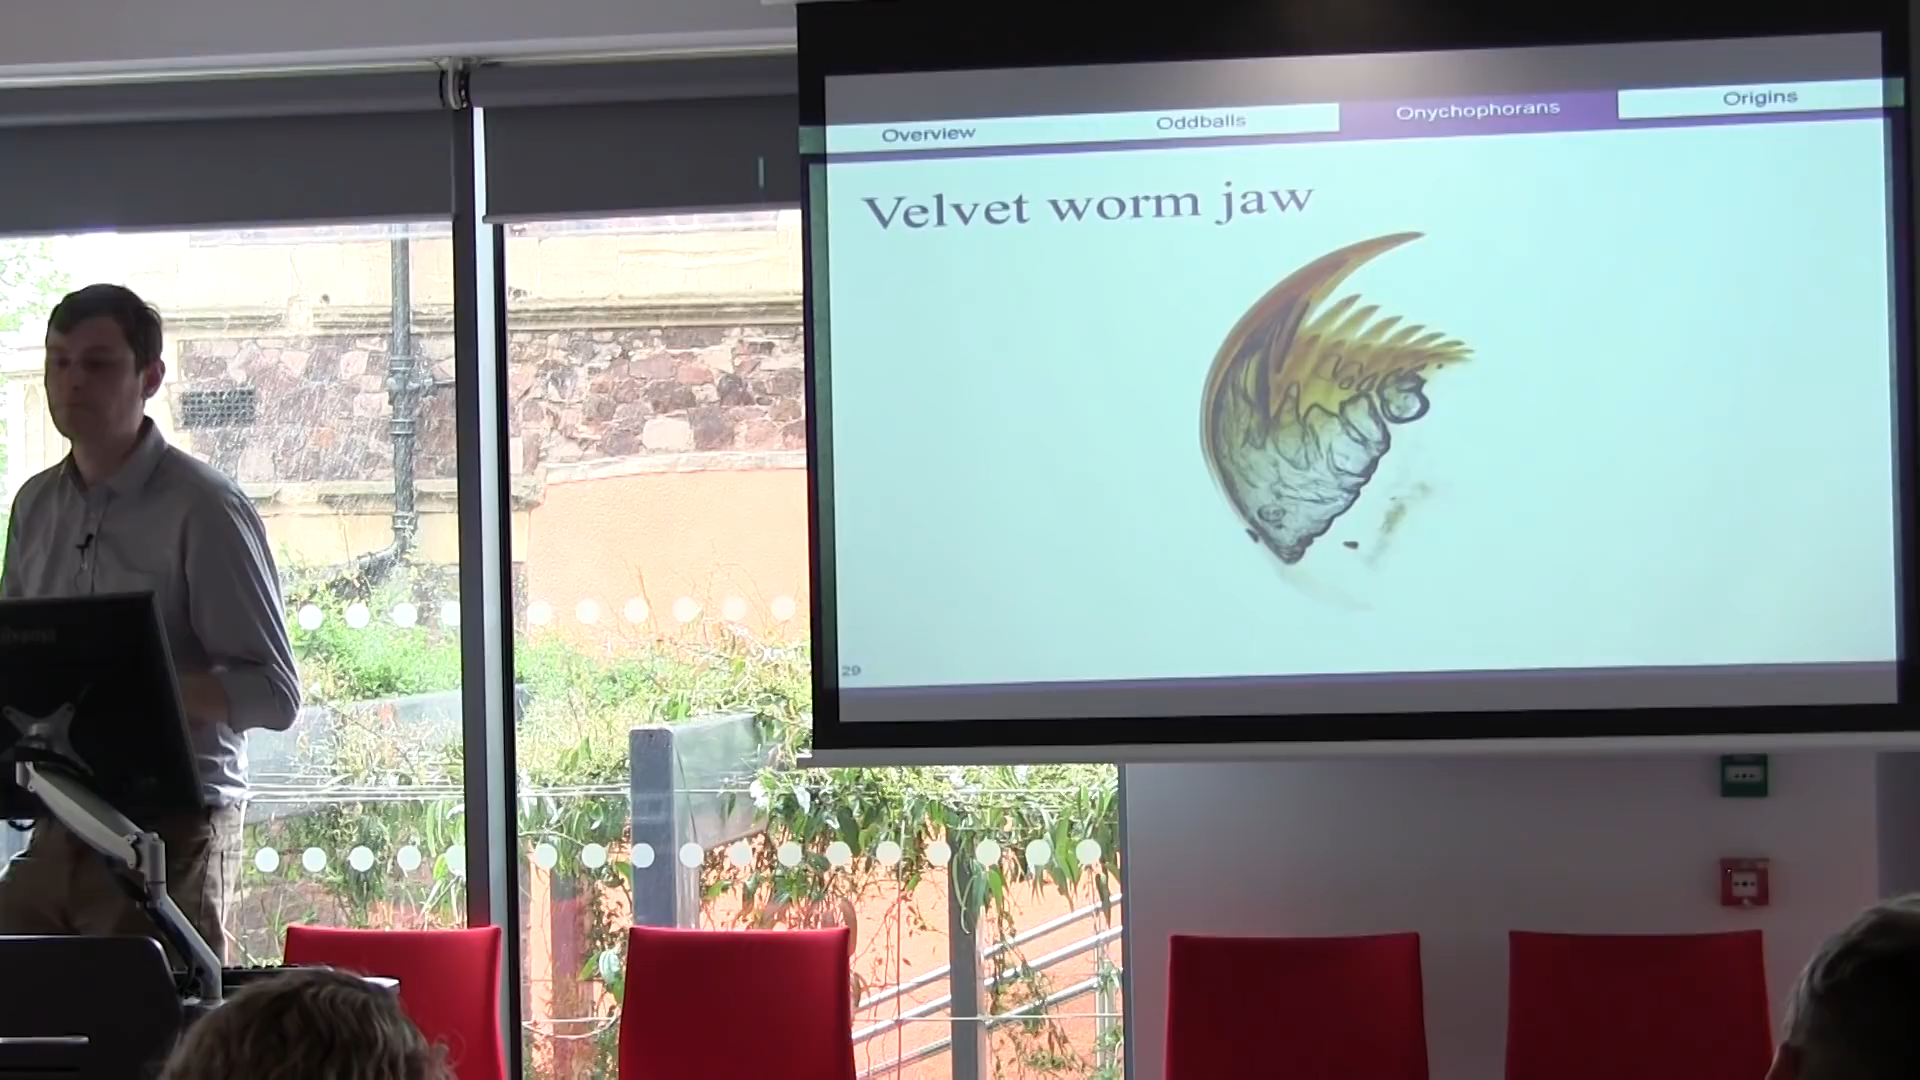 Overview
Oddballs
Onychophorans
Origins
Velvet worm jaw
29